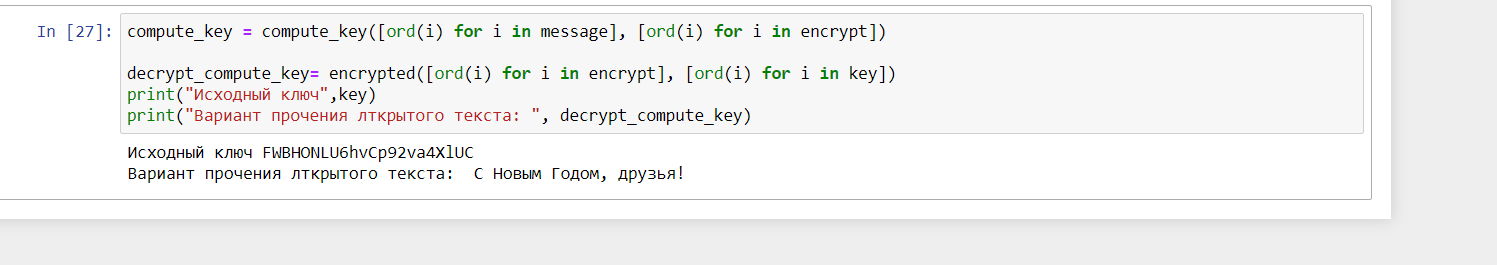 In [27]: compute_key = compute_key([ord(i) for i in message], [ord(i) for i in encrypt])
decrypt_compute_key= encrypted([ord(i) for i in encrypt], [ord(i) for i in key])
print("Исходный ключ",key)
print("Вариант прочения лткрытого текста: ", decrypt_compute_key)
Исходный ключ FWBHONLU6hvCp92va4XlUC
Вариант прочения лткрытого текста:  С Новым Годом, друзья!